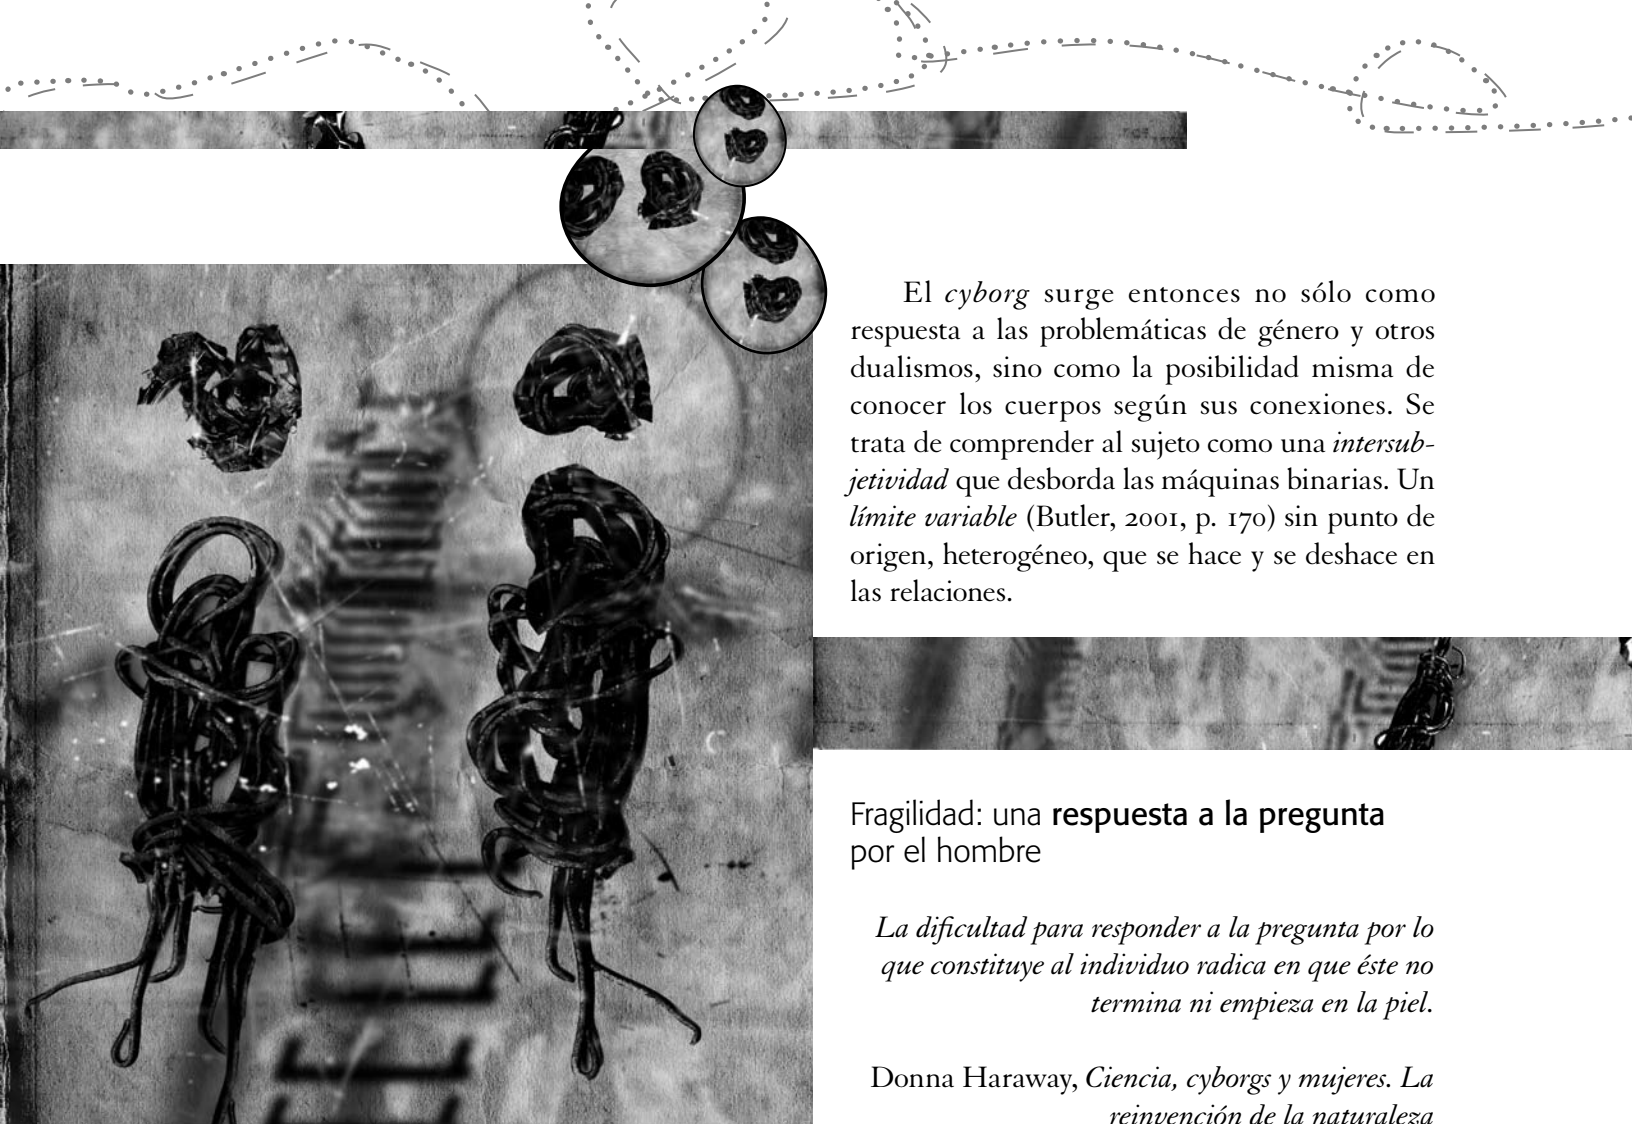 El cyborg surge entonces no sólo como
respuesta a las problemáticas de género y otros
dualismos, sino como la posibilidad misma de
conocer los cuerpos según sus conexiones. Se
trata de comprender al sujeto como una intersub-
jetividad que desborda las máquinas binarias. Un
límite variable (Butler, 2001, p. 170) sin punto de
origen, heterogéneo, que se hace y se deshace en
las relaciones.
Fragilidad: una respuesta a la pregunta
por el hombre
La dificultad para responder a la pregunta por lo
que constituye al individuo radica en que éste no
termina ni empieza en la piel.
Donna Haraway, Ciencia, cyborgs y mujeres. La
reinvención de la naturaleza